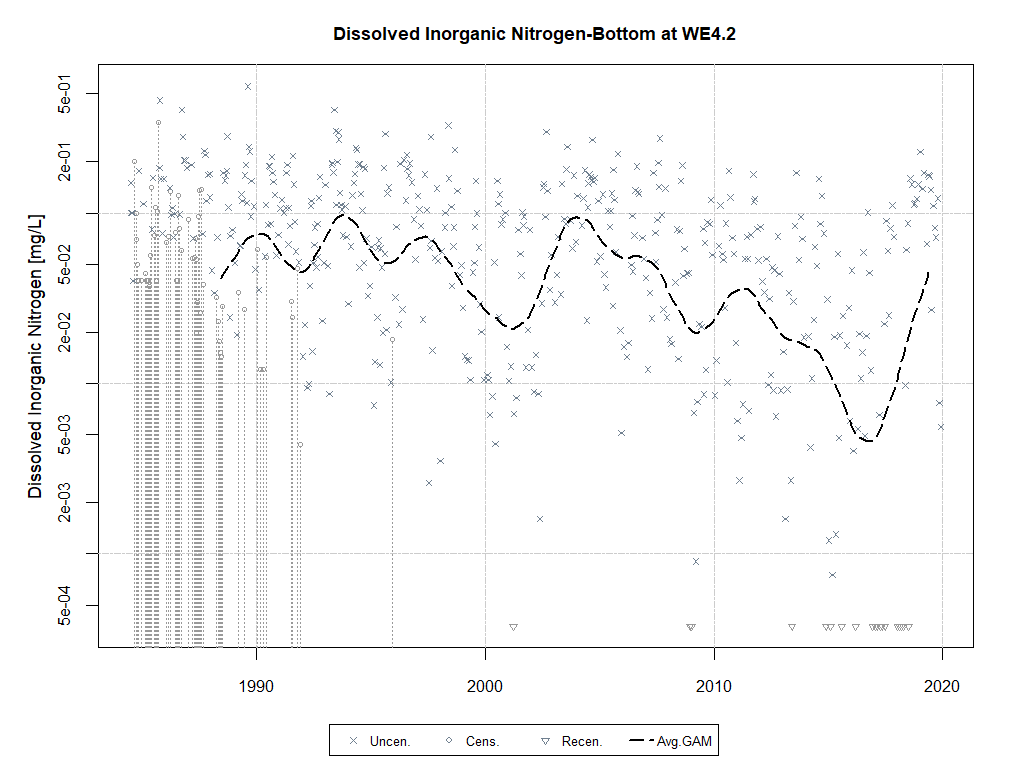 Dissolved Inorganic Nitrogen-Bottom at WE4.2
Dissolved Inorganic Nitrogen [mg/L]
5e-01
2e-01
5e-02
2e-02
5e-03
2e-03
5e-04
1990 2000 2010 2020
Uncen. Cens. Recen. Avg.GAM